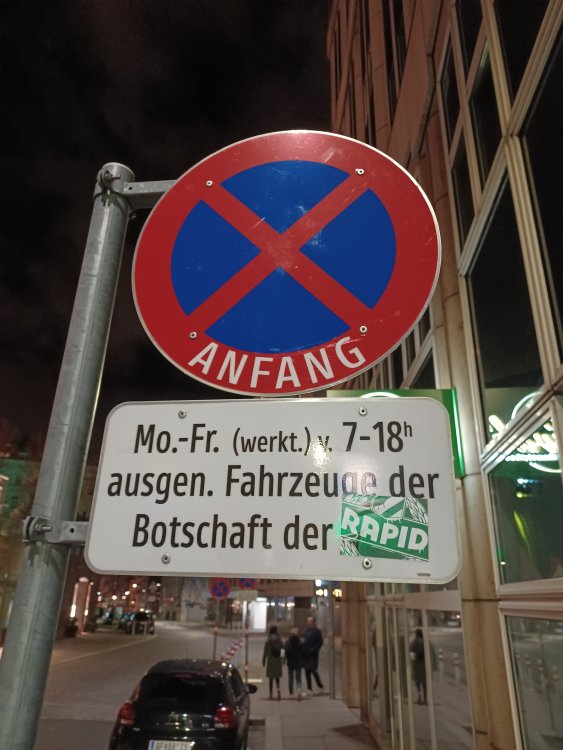 ANFANG
Mo.-Fr. (werkt.) v. 7-18h
ausgen. Fahrzeuge der
Botschaft der
RAPID